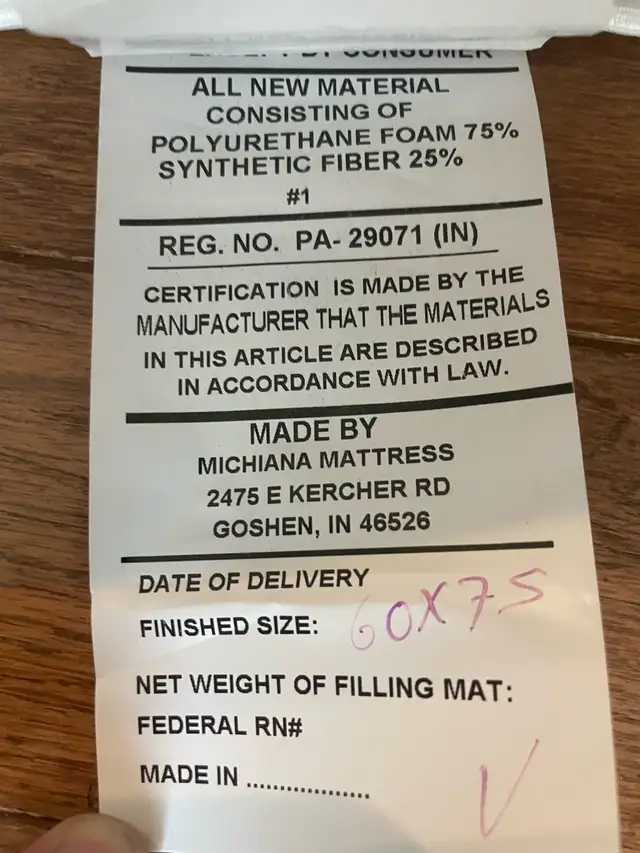 BY CONSUMER
ALL NEW MATERIAL
CONSISTING OF
POLYURETHANE FOAM 75%
SYNTHETIC FIBER 25%
#1
REG. NO. PA- 29071 (IN)
CERTIFICATION IS MADE BY THE
MANUFACTURER THAT THE MATERIALS
IN THIS ARTICLE ARE DESCRIBED
IN ACCORDANCE WITH LAW.
MADE BY
MICHIANA MATTRESS
2475 E KERCHER RD
GOSHEN, IN 46526
DATE OF DELIVERY
FINISHED SIZE: 60X75
NET WEIGHT OF FILLING MAT:
FEDERAL RN#
MADE IN ..................